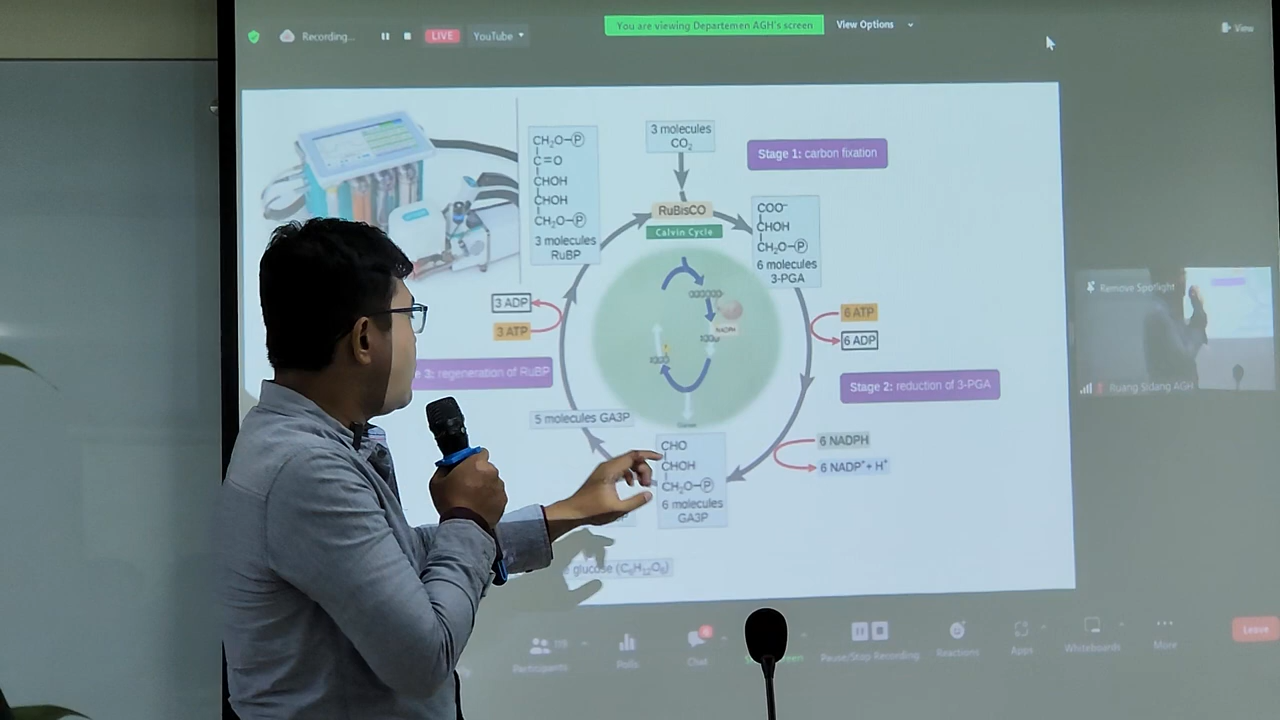 Recording...
LIVE
YouTube
You are viewing Departemen AGH's screen
View Options
View
CH₂O–P
C=O
CHOH
CHOH
CH₂O–P
3 molecules
RuBP
3 molecules
CO₂
Stage 1: carbon fixation
RuBisCO
Calvin Cycle
COO⁻
CHOH
CH₂O–P
6 molecules
3-PGA
3 ADP
3 ATP
6 ATP
6 ADP
NADPH
3: regeneration of RuBP
Stage 2: reduction of 3-PGA
5 molecules GA3P
6 NADPH
6 NADP⁺ + H⁺
CHO
CHOH
CH₂O–P
6 molecules
GA3P
glucose (C₆H₁₂O₆)
Remove Spotlight
Ruang Sidang AGH
Participants
Polls
Chat
Pause/Stop Recording
Reactions
Apps
Whiteboards
More
Leave